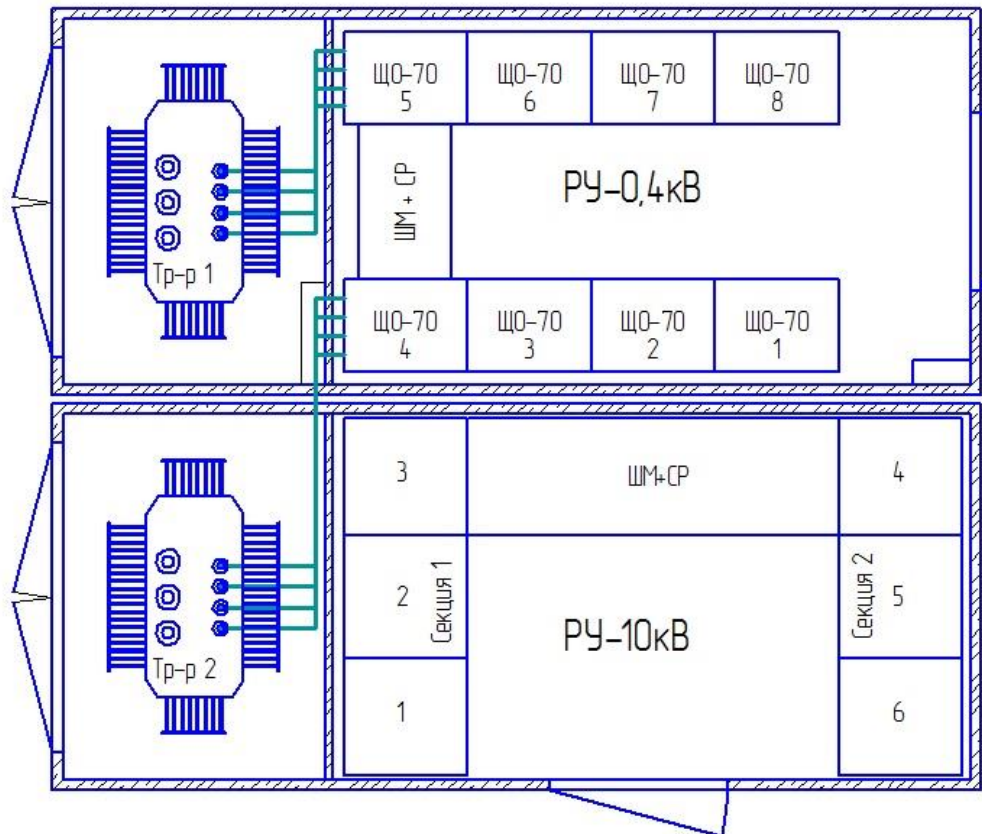 ЩО-70
5
ЩО-70
6
ЩО-70
7
ЩО-70
8
ШМ + СР
РУ-0,4кВ
Тр-р 1
ЩО-70
4
ЩО-70
3
ЩО-70
2
ЩО-70
1
3
ШМ+СР
4
2
Секция 1
Секция 2
5
РУ-10кВ
Тр-р 2
1
6